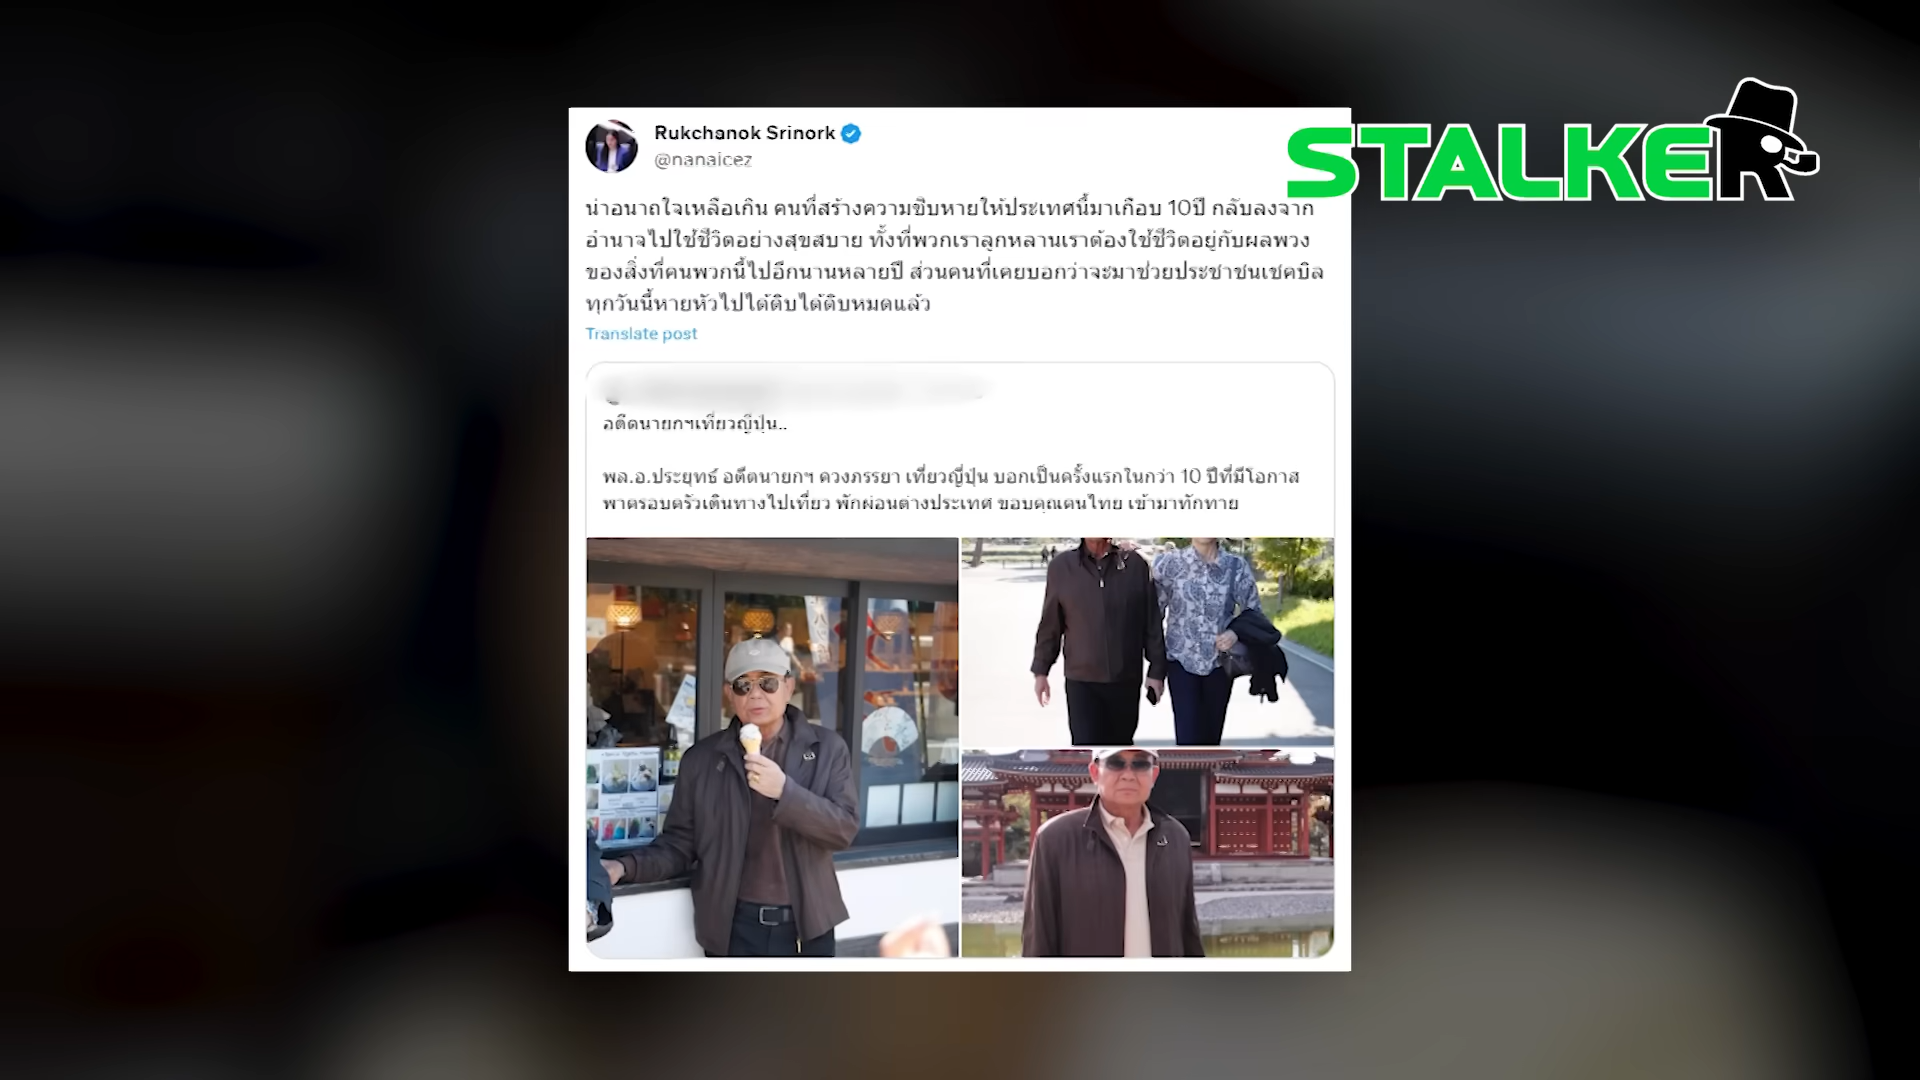 Rukchanok Srinork
@nanaicez
STALKER
น่าอนาถใจเหลือเกิน คนที่สร้างความชิบหายให้ประเทศนี้มาเกือบ 10ปี กลับลงจาก
อำนาจไปใช้ชีวิตอย่างสุขสบาย ทั้งที่พวกเราลูกหลานเราต้องใช้ชีวิตอยู่กับผลพวง
ของสิ่งที่คนพวกนี้ไปอีกนานหลายปี ส่วนคนที่เคยบอกว่าจะมาช่วยประชาชนเชคบิล
ทุกวันนี้หายหัวไปไต้ติบไต้ติบหมดแล้ว
Translate post
อดีตนายกฯเที่ยวญี่ปุ่น..
พล.อ.ประยุทธ์ อดีตนายกฯ ควงภรรยา เที่ยวญี่ปุ่น บอกเป็นครั้งแรกในกว่า 10 ปีที่มีโอกาส
พาครอบครัวเดินทางไปเที่ยว พักผ่อนต่างประเทศ ขอบคุณคนไทย เข้ามาทักทาย